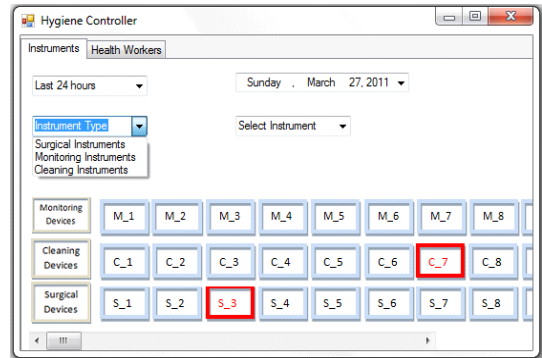 Hygiene Controller
Instruments Health Workers
Last 24 hours Sunday , March 27, 2011
Instrument Type Select Instrument
Surgical Instruments
Monitoring Instruments
Cleaning Instruments
Monitoring Devices M_1 M_2 M_3 M_4 M_5 M_6 M_7 M_8
Cleaning Devices C_1 C_2 C_3 C_4 C_5 C_6 C_7 C_8
Surgical Devices S_1 S_2 S_3 S_4 S_5 S_6 S_7 S_8